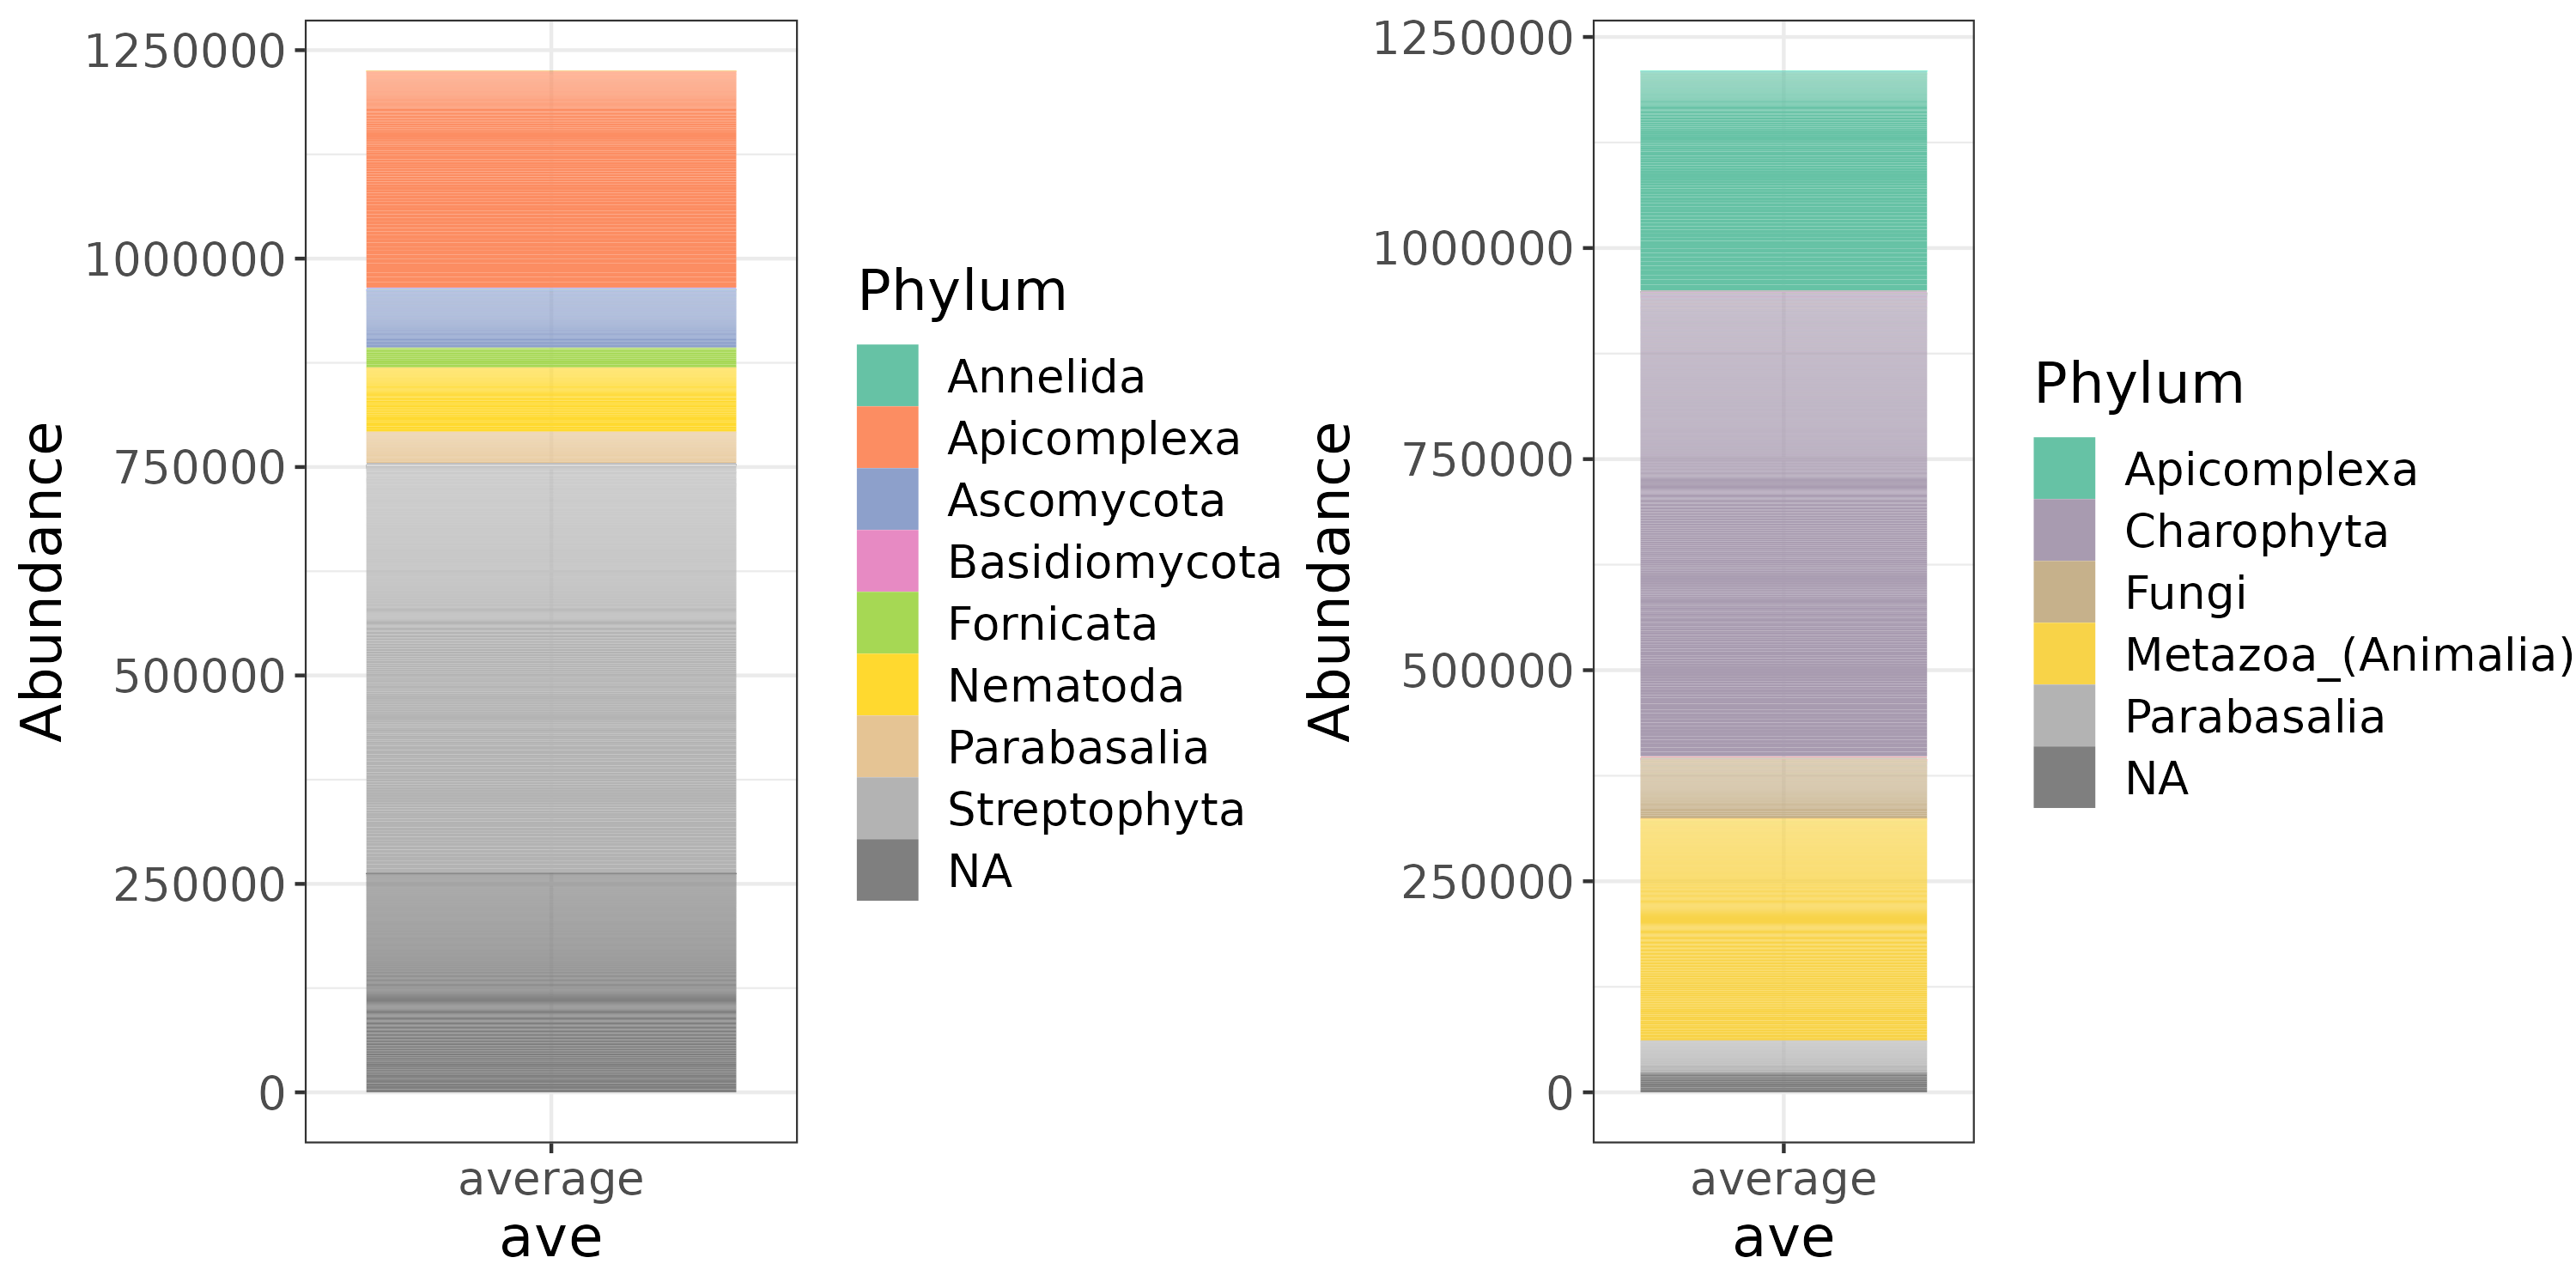 Abundance
1250000
1000000
750000
500000
250000
0
average
ave
Phylum
Annelida
Apicomplexa
Ascomycota
Basidiomycota
Fornicata
Nematoda
Parabasalia
Streptophyta
NA
Abundance
1250000
1000000
750000
500000
250000
0
average
ave
Phylum
Apicomplexa
Charophyta
Fungi
Metazoa_(Animalia)
Parabasalia
NA